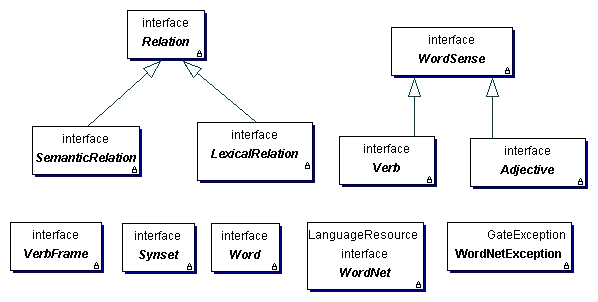 interface
Relation
interface
WordSense
interface
SemanticRelation
interface
LexicalRelation
interface
Verb
interface
Adjective
interface
VerbFrame
interface
Synset
interface
Word
LanguageResource
interface
WordNet
GateException
WordNetException